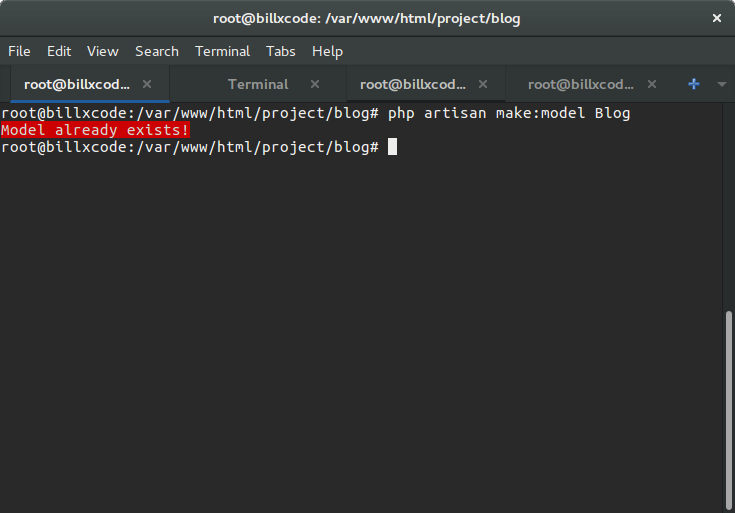 root@billxcode: /var/www/html/project/blog ×
File Edit View Search Terminal Tabs Help
root@billxcod... × Terminal × root@billxcod... × root@billxcod... ×
root@billxcode:/var/www/html/project/blog# php artisan make:model Blog
Model already exists!
root@billxcode:/var/www/html/project/blog#